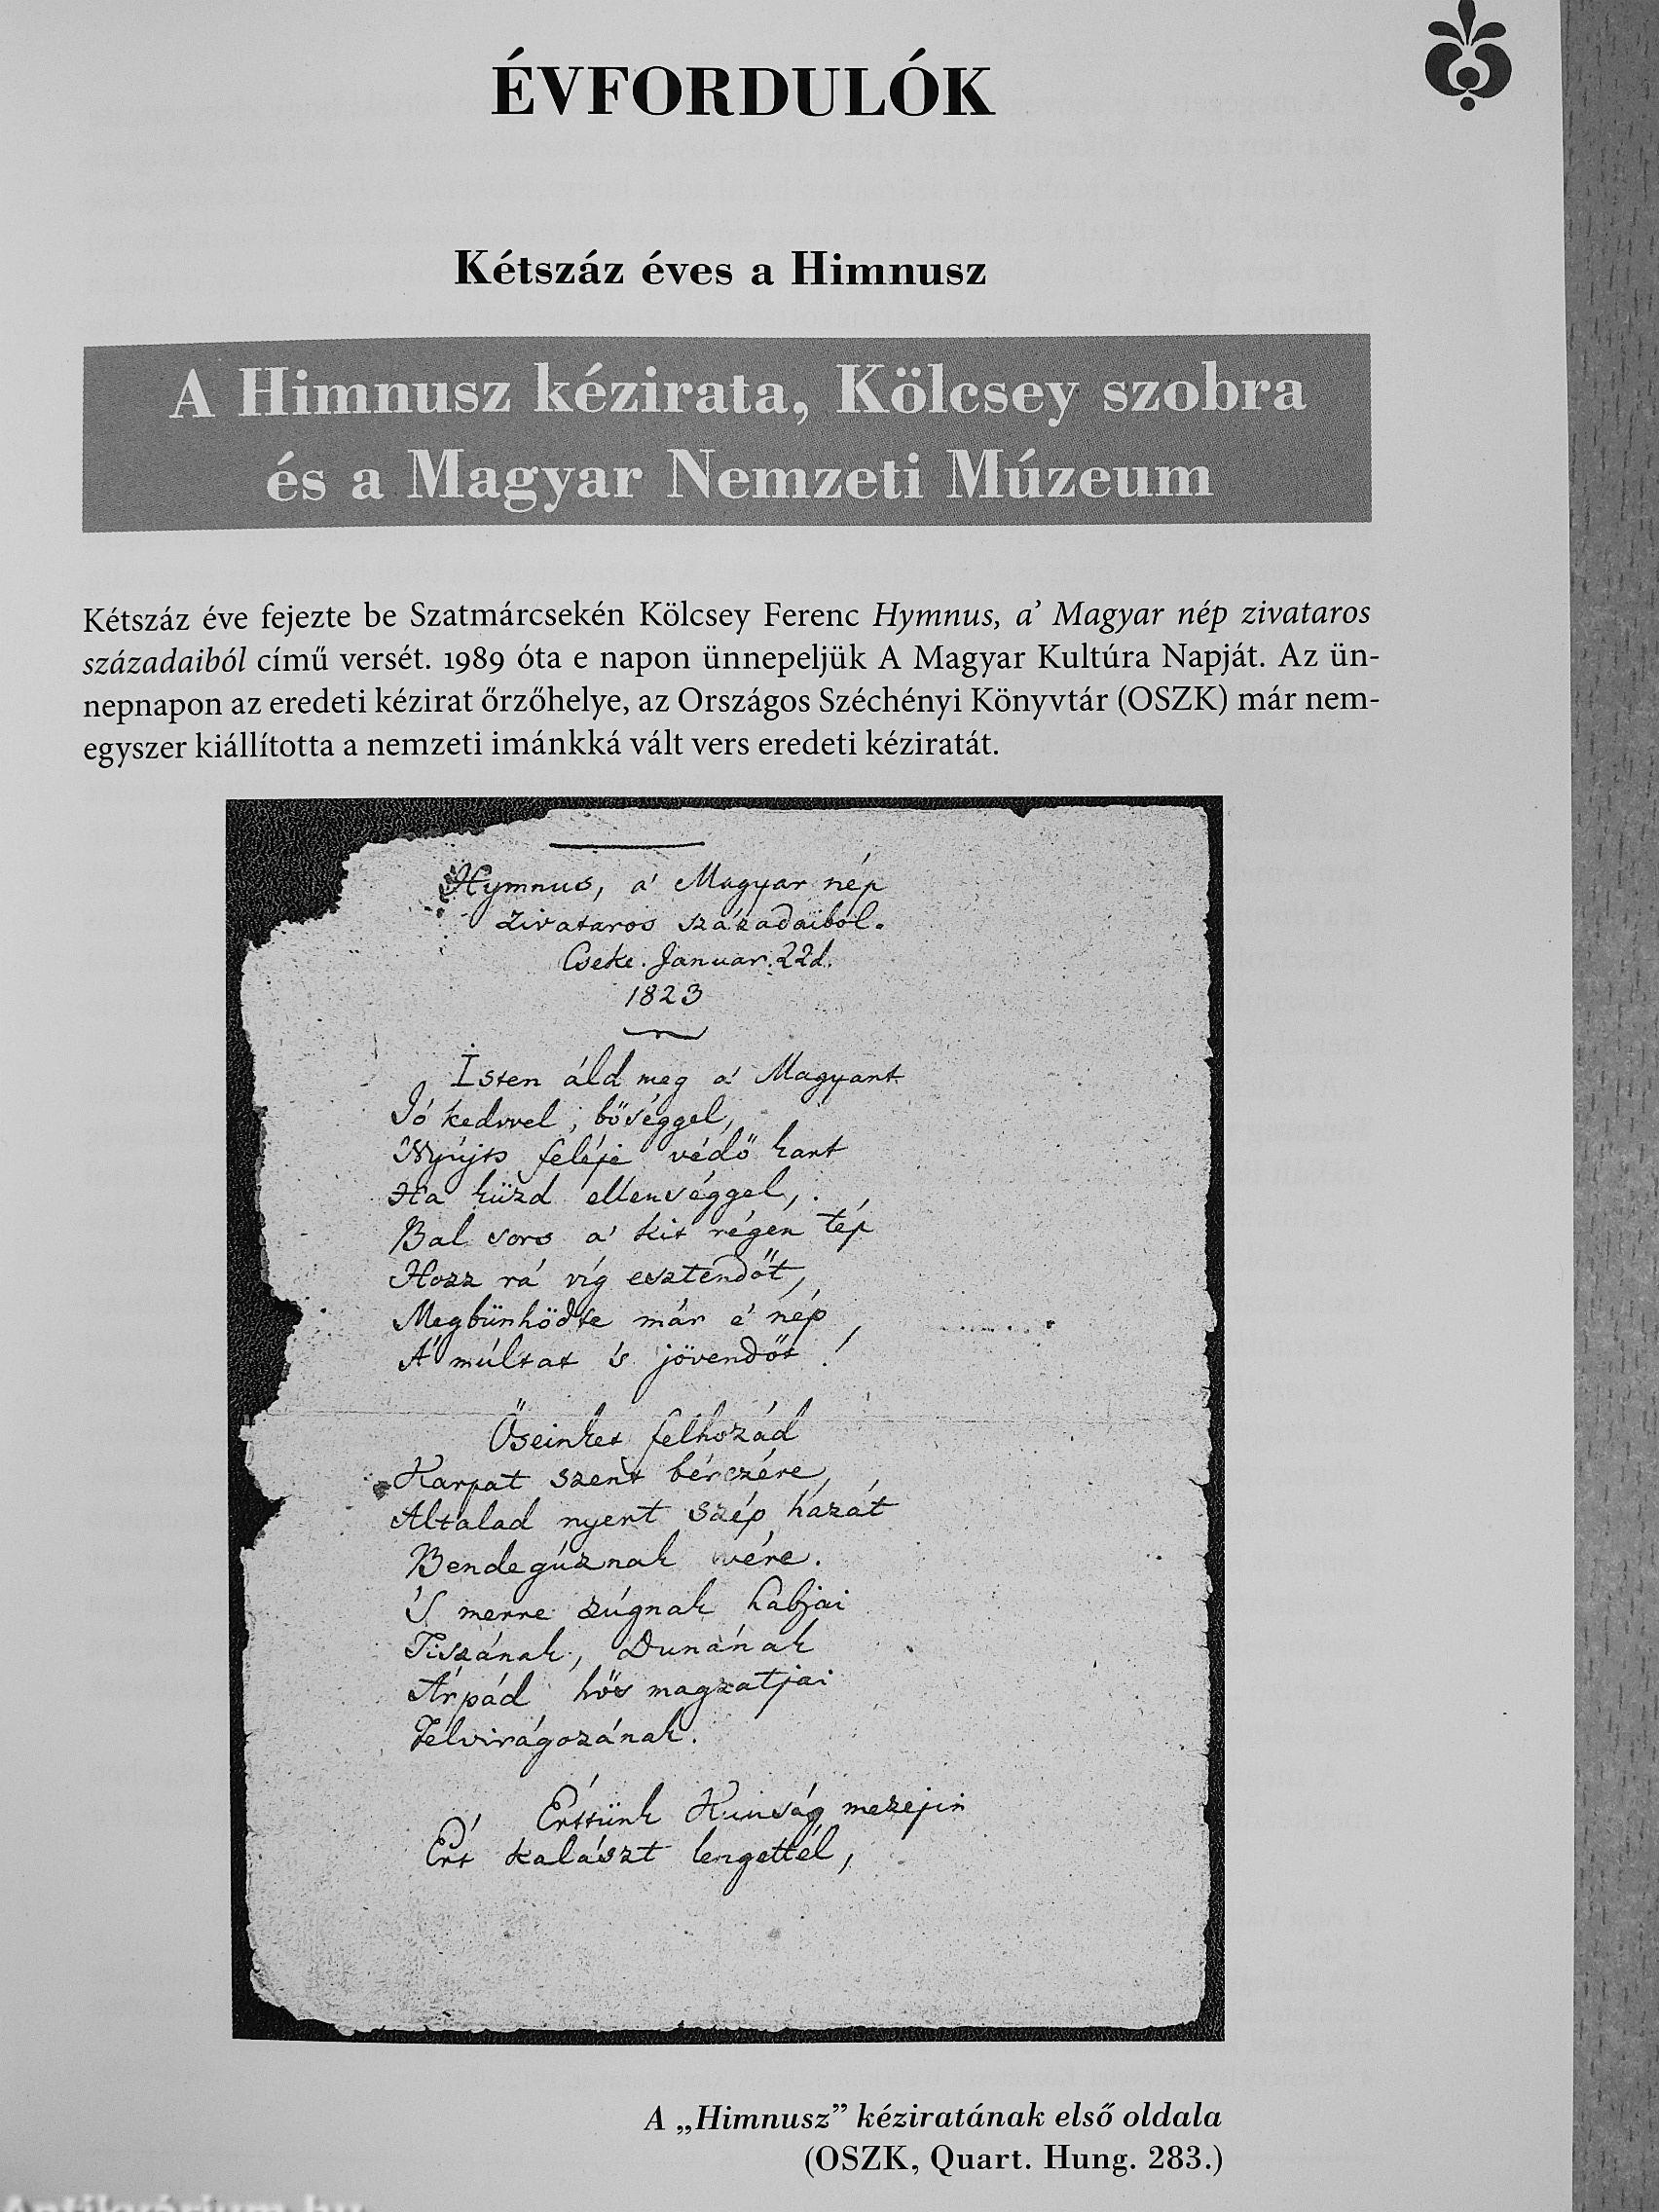 ÉVFORDULÓK
Kétszáz éves a Himnusz
A Himnusz kézirata, Kölcsey szobra
és a Magyar Nemzeti Múzeum
Kétszáz éve fejezte be Szatmárcsekén Kölcsey Ferenc Hymnus, a’ Magyar nép zivataros
századaiból című versét. 1989 óta e napon ünnepeljük A Magyar Kultúra Napját. Az ün-
nepnapon az eredeti kézirat őrzőhelye, az Országos Széchényi Könyvtár (OSZK) már nem-
egyszer kiállította a nemzeti imánkká vált vers eredeti kéziratát.
Hymnus, a' Magyar nép
zivataros századaiból.
Cseke. Januar. 22d.
1823
Isten áld meg a' Magyart
Jó kedvvel, bőséggel,
Nyújts feléje védő kart
Ha küzd ellenséggel,
Bal sors a' kit régen tép
Hozz rá víg esztendőt,
Megbünhödte már e' nép
A' múltat 's jövendőt!
Őseinket felhozád
Kárpát szent bérczére,
Általad nyert szép hazát
Bendegúznak vére.
'S merre zúgnak habjai
Tiszának, Dunának
Árpád hős magzatjai
Felvirágozának.
Értünk Kunság mezejin
Ért kalászt lengettél,
A „Himnusz” kéziratának első oldala
(OSZK, Quart. Hung. 283.)
Antikvárium.hu